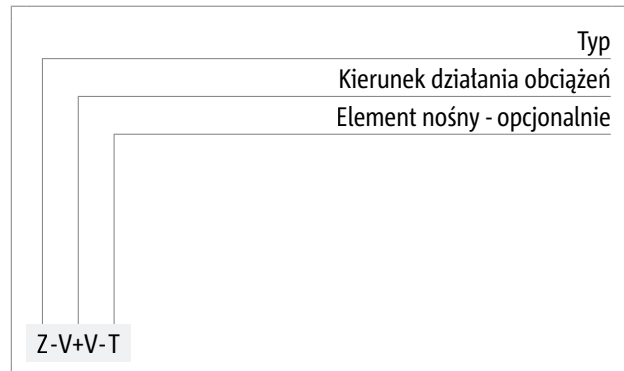 Typ
Kierunek działania obciążeń
Element nośny - opcjonalnie
Z-V+V-T